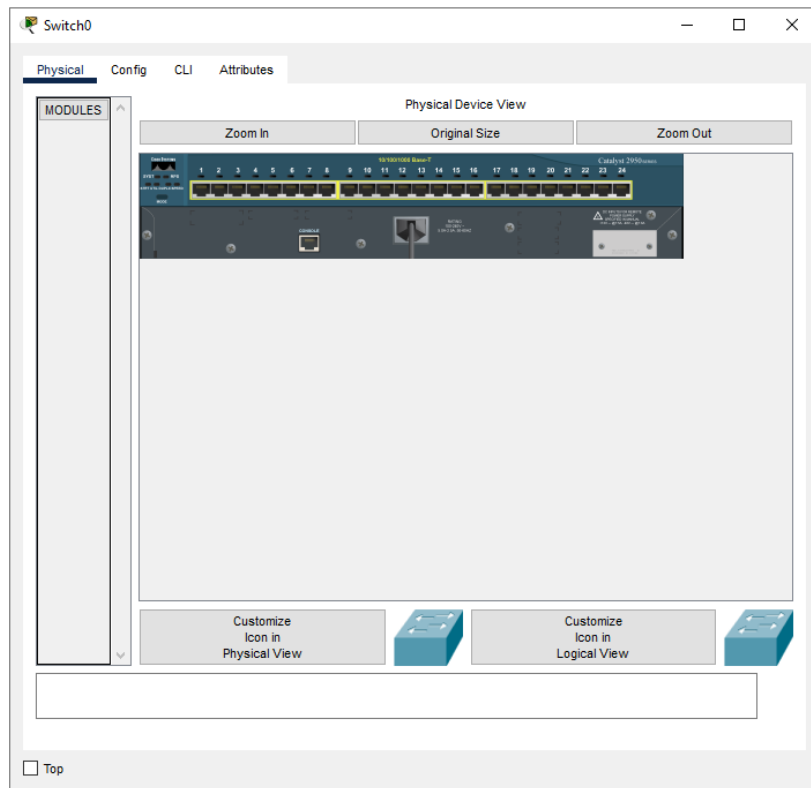 Switch0
Physical Config CLI Attributes
MODULES
Physical Device View
Zoom In Original Size Zoom Out
10/100/1000 Base-T Catalyst 2950
1 2 3 4 5 6 7 8 9 10 11 12 13 14 15 16 17 18 19 20 21 22 23 24
SYST RPS
MODE
CONSOLE
Customize
Icon in
Physical View
Customize
Icon in
Logical View
Top